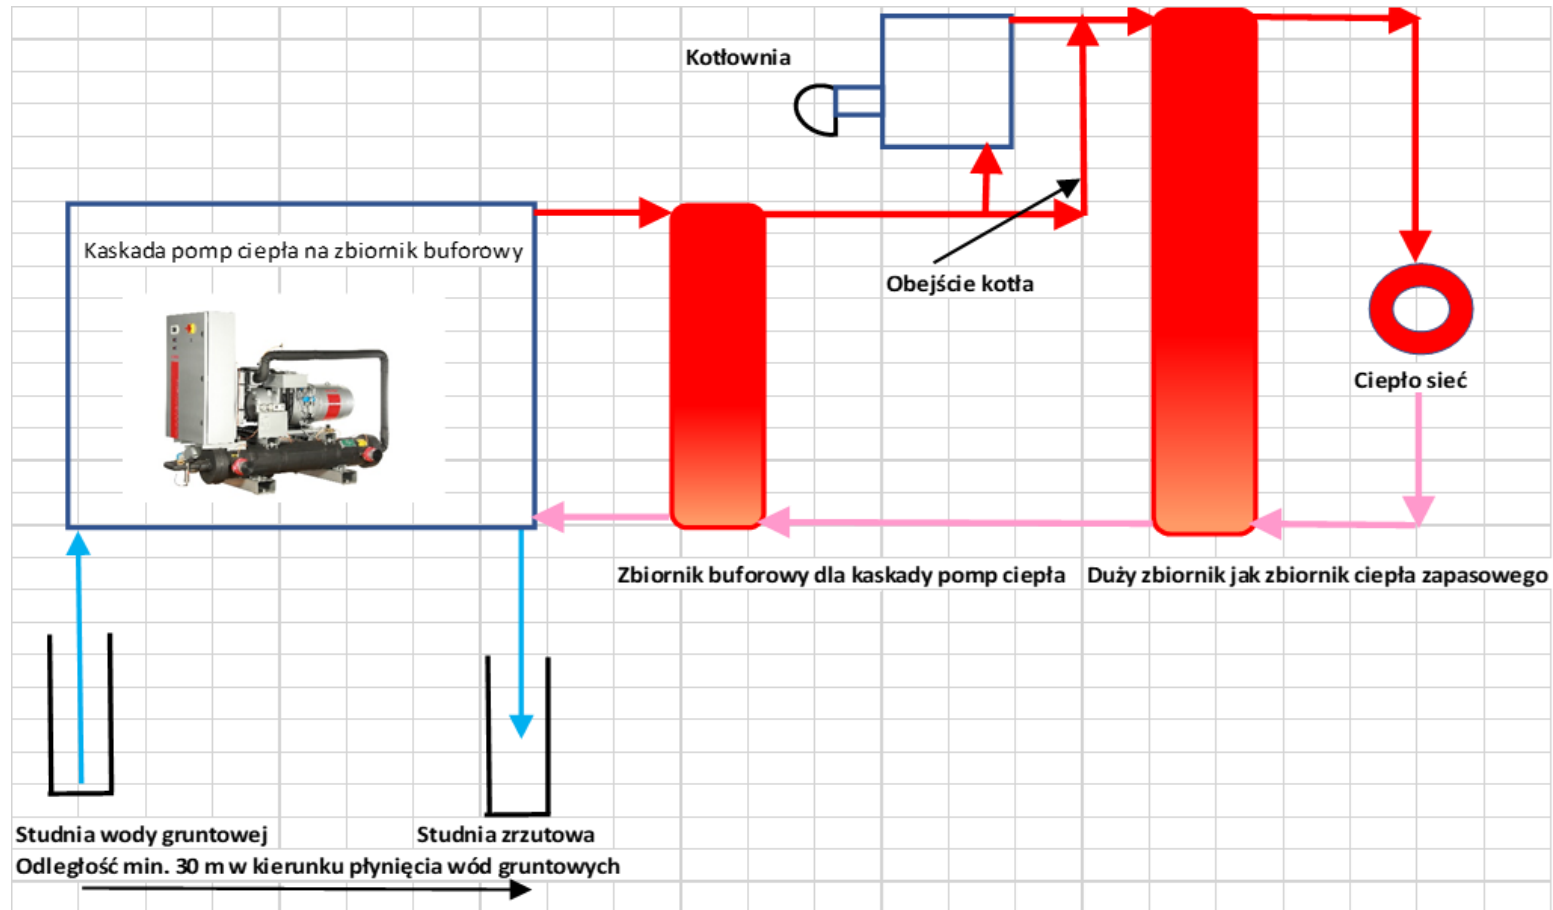 Kotłownia
Kaskada pomp ciepła na zbiornik buforowy
Obejście kotła
Ciepło sieć
Zbiornik buforowy dla kaskady pomp ciepła
Duży zbiornik jak zbiornik ciepła zapasowego
Studnia wody gruntowej
Studnia zrzutowa
Odległość min. 30 m w kierunku płynięcia wód gruntowych